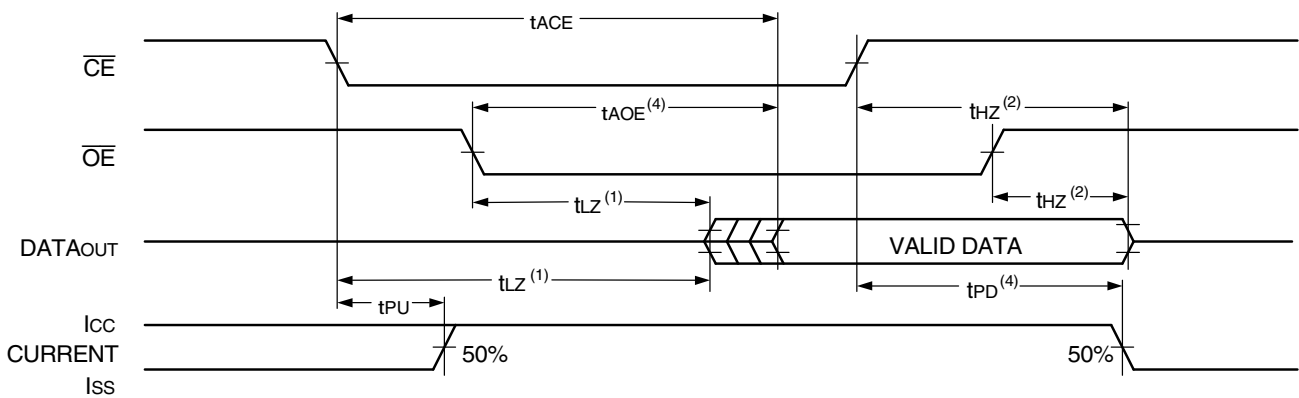 tACE
CE
tAOE(4)
tHZ(2)
OE
tLZ(1)
tHZ(2)
DATAOUT
VALID DATA
tLZ(1)
tPD(4)
tPU
ICC
CURRENT
50%
50%
ISS